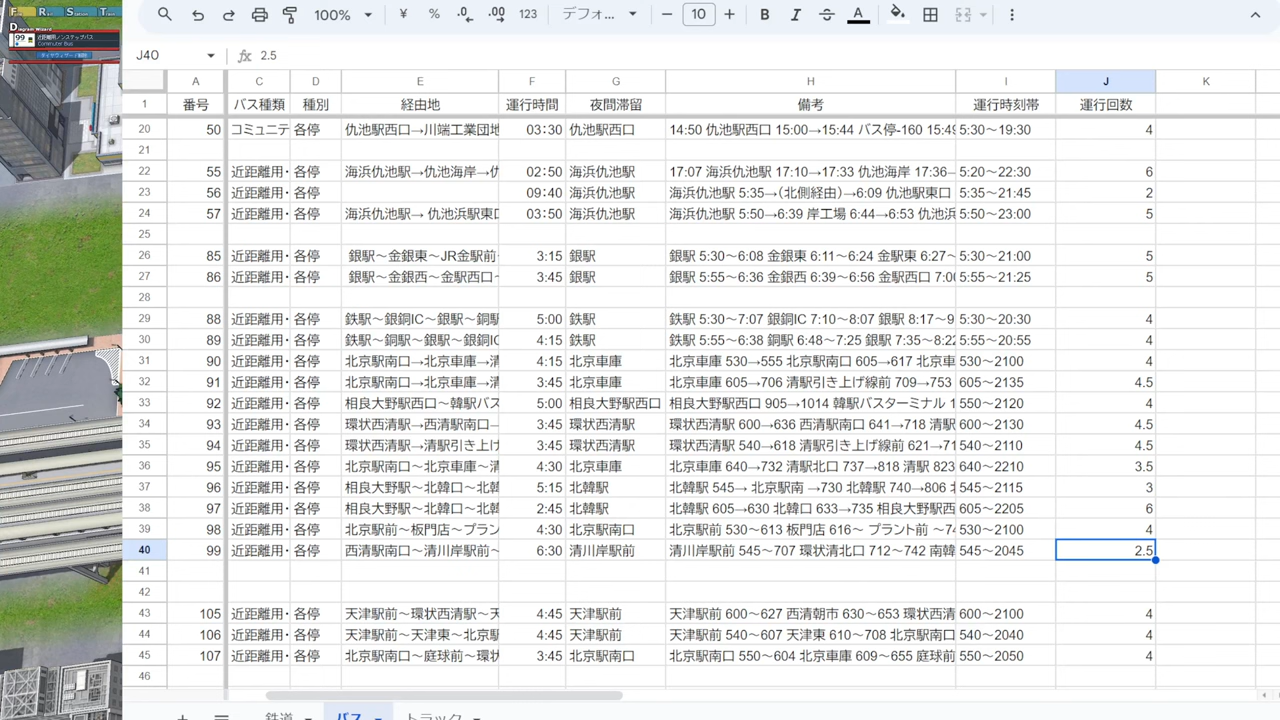 First Rail Station Train
Diagram Wizard
99 近距離用ノンステップバス
Commuter Bus
100% ¥ % .0 .00 123 デフォ... 10 B I A
J40 fx 2.5
A C D E F G H I J K
1 番号 バス種類 種別 経由地 運行時間 夜間滞留 備考 運行時刻帯 運行回数
20 50 コミュニテ 各停 仇池駅西口→川端工業団地 03:30 仇池駅西口 14:50 仇池駅西口 15:00→15:44 バス停-160 15:49 5:30～19:30 4
21
22 55 近距離用・ 各停 海浜仇池駅→仇池海岸→仇 02:50 海浜仇池駅 17:07 海浜仇池駅 17:10→17:33 仇池海岸 17:36– 5:20～22:30 6
23 56 近距離用・ 各停 09:40 海浜仇池駅 海浜仇池駅 5:35→（北側経由）→6:09 仇池駅東口 5:35～21:45 2
24 57 近距離用・ 各停 海浜仇池駅→ 仇池浜駅東口 03:50 海浜仇池駅 海浜仇池駅 5:50→6:39 岸工場 6:44→6:53 仇池浜 5:50～23:00 5
25
26 85 近距離用・ 各停 銀駅～金銀東～JR金駅前 3:15 銀駅 銀駅 5:30～6:08 金銀東 6:11～6:24 金駅東 6:27～ 5:30～21:00 5
27 86 近距離用・ 各停 銀駅～金銀西～金駅西口～ 3:45 銀駅 銀駅 5:55～6:36 金銀西 6:39～6:56 金駅西口 7:00 5:55～21:25 5
28
29 88 近距離用・ 各停 鉄駅～銀銅IC～銀駅～銅駅 5:00 鉄駅 鉄駅 5:30～7:07 銀銅IC 7:10～8:07 銀駅 8:17～9 5:30～20:30 4
30 89 近距離用・ 各停 鉄駅～銅駅～銀駅～銀銅IC 4:15 鉄駅 鉄駅 5:55～6:38 銅駅 6:48～7:25 銀駅 7:35～8:22 5:55～20:55 4
31 90 近距離用・ 各停 北京駅南口→北京車庫→清 4:15 北京車庫 北京車庫 530→555 北京駅南口 605→617 北京車 530～2100 4
32 91 近距離用・ 各停 北京駅南口→北京車庫→清 3:45 北京車庫 北京車庫 605→706 清駅引き上げ線前 709→753 605～2135 4.5
33 92 近距離用・ 各停 相良大野駅西口～韓駅バス 5:00 相良大野駅西口 相良大野駅西口 905→1014 韓駅バスターミナル 1 550～2120 4
34 93 近距離用・ 各停 環状西清駅→西清駅南口– 3:45 環状西清駅 環状西清駅 600→636 西清駅南口 641→718 清駅 600～2130 4.5
35 94 近距離用・ 各停 環状西清駅→清駅引き上げ 3:45 環状西清駅 環状西清駅 540→618 清駅引き上げ線前 621→71 540～2110 4.5
36 95 近距離用・ 各停 北京駅南口～北京車庫～清 4:30 北京車庫 北京車庫 640→732 清駅北口 737→818 清駅 823 640～2210 3.5
37 96 近距離用・ 各停 相良大野駅～北韓口～北韓 5:15 北韓駅 北韓駅 545→ 北京駅南 →730 北韓駅 740→806 545～2115 3
38 97 近距離用・ 各停 相良大野駅～北韓口～北韓 2:45 北韓駅 北韓駅 605→630 北韓口 633→735 相良大野駅西 605～2205 6
39 98 近距離用・ 各停 北京駅前～板門店～プラン 4:30 北京駅南口 北京駅前 530～613 板門店 616～ プラント前 ～74 530～2100 4
40 99 近距離用・ 各停 西清駅南口～清川岸駅前～ 6:30 清川岸駅前 清川岸駅前 545～707 環状清北口 712～742 南韓 545～2045 2.5
41
42
43 105 近距離用・ 各停 天津駅前～環状西清駅～天 4:45 天津駅前 天津駅前 600～627 西清朝市 630～653 環状西清 600～2100 4
44 106 近距離用・ 各停 天津駅前～天津東～北京駅 4:45 天津駅前 天津駅前 540～607 天津東 610～708 北京駅南口 540～2040 4
45 107 近距離用・ 各停 北京駅南口～庭球前～環状 3:45 北京駅南口 北京駅南口 550～604 北京車庫 609～655 庭球前 550～2050 4
46
鉄道 バス トラック